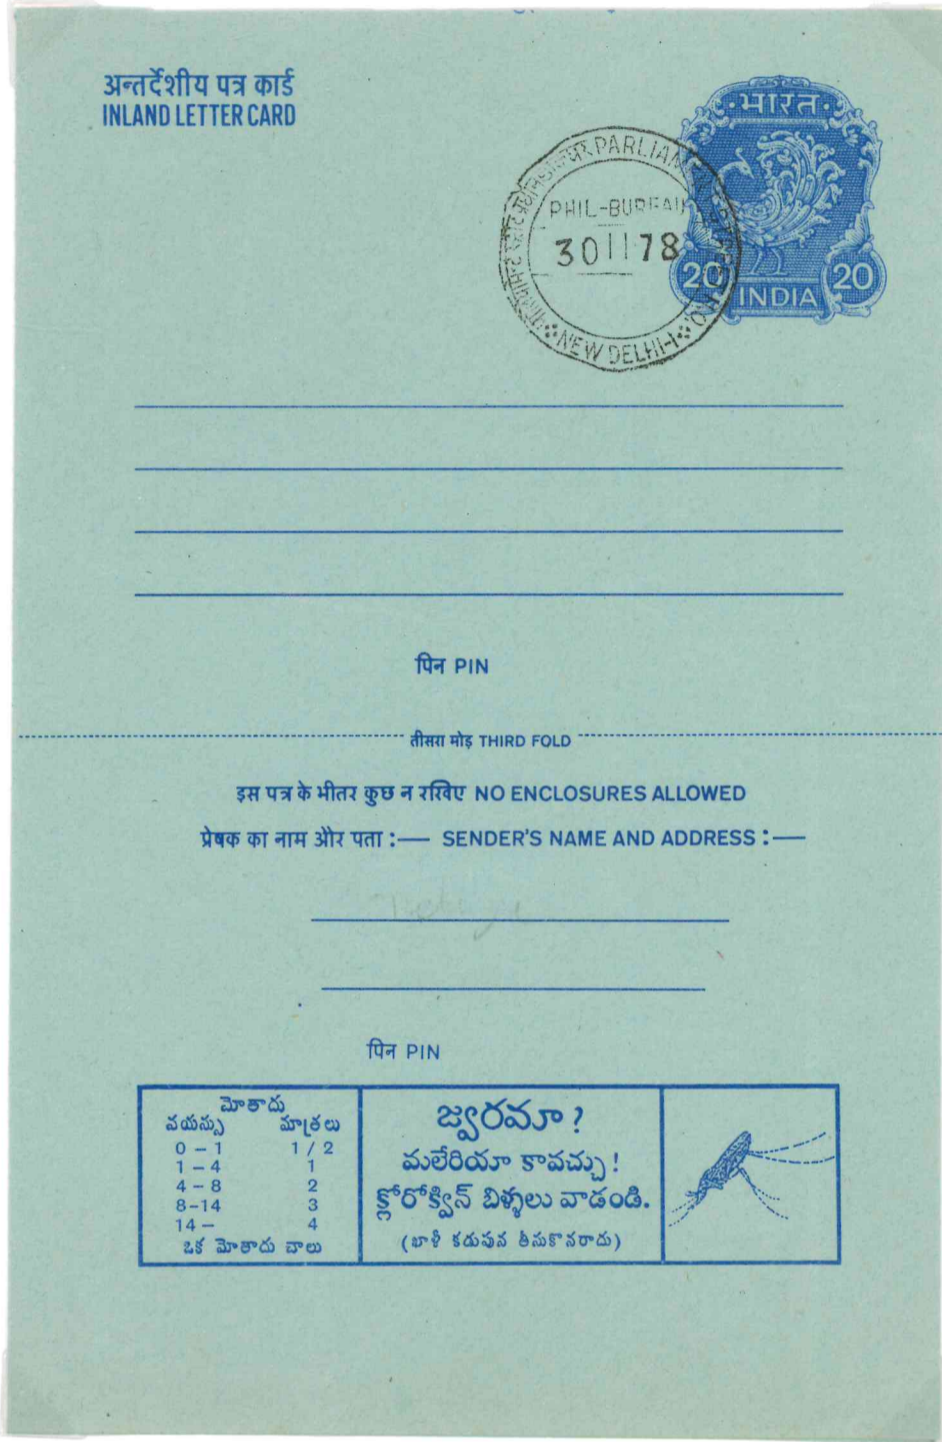 अन्तर्देशीय पत्र कार्ड
INLAND LETTER CARD
भारत
20 20
INDIA
PHIL-BUREAU
30 11 78
NEW DELHI-1
पिन PIN
तीसरा मोड़ THIRD FOLD
इस पत्र के भीतर कुछ न रखिए NO ENCLOSURES ALLOWED
प्रेषक का नाम और पता :— SENDER'S NAME AND ADDRESS :—
पिन PIN
మోతాదు
వయస్సు మాత్రలు
0 – 1 1 / 2
1 – 4 1
4 – 8 2
8–14 3
14 – 4
ఒక మోతాదు చాలు
జ్వరమా ?
మలేరియా కావచ్చు !
క్లోరోక్విన్ బిళ్ళలు వాడండి.
(ఖాళీ కడుపున తీసుకొనరాదు)